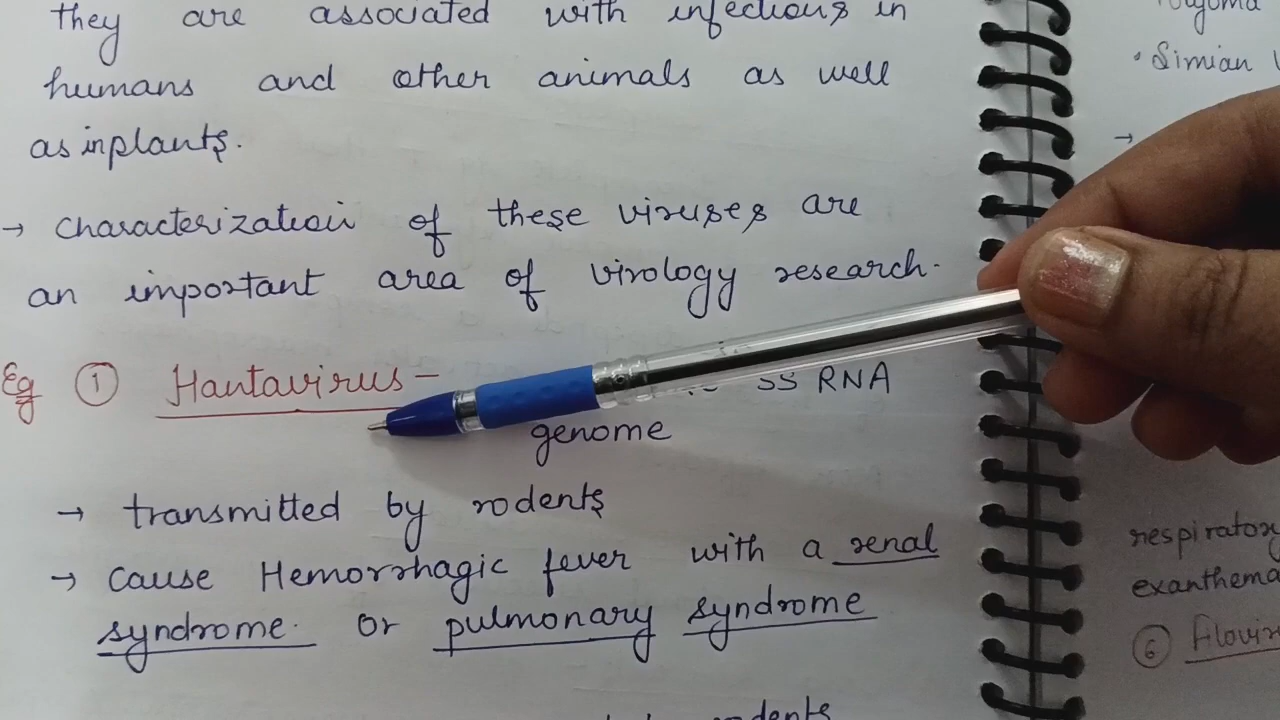 they are associated with infections in
humans and other animals as well
as in plants.
→ Characterization of these viruses are
an important area of virology research.
Eg ① Hantavirus – ss RNA
genome
→ transmitted by rodents
→ cause Hemorrhagic fever with a renal
syndrome. or pulmonary syndrome
rodents
• Simian
→
respiratory
exanthema
⑥